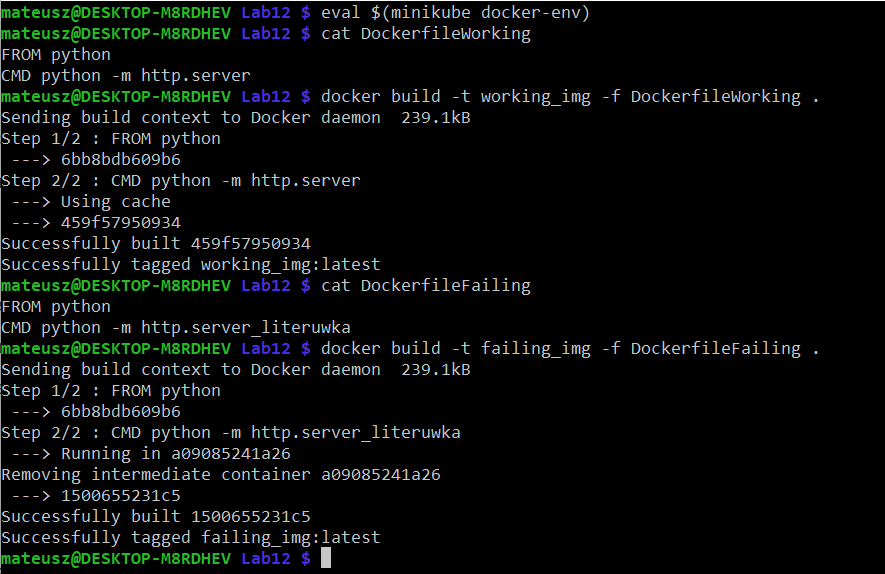 mateusz@DESKTOP-M8RDHEV Lab12 $ eval $(minikube docker-env)
mateusz@DESKTOP-M8RDHEV Lab12 $ cat DockerfileWorking
FROM python
CMD python -m http.server
mateusz@DESKTOP-M8RDHEV Lab12 $ docker build -t working_img -f DockerfileWorking .
Sending build context to Docker daemon  239.1kB
Step 1/2 : FROM python
 ---> 6bb8bdb609b6
Step 2/2 : CMD python -m http.server
 ---> Using cache
 ---> 459f57950934
Successfully built 459f57950934
Successfully tagged working_img:latest
mateusz@DESKTOP-M8RDHEV Lab12 $ cat DockerfileFailing
FROM python
CMD python -m http.server_literuwka
mateusz@DESKTOP-M8RDHEV Lab12 $ docker build -t failing_img -f DockerfileFailing .
Sending build context to Docker daemon  239.1kB
Step 1/2 : FROM python
 ---> 6bb8bdb609b6
Step 2/2 : CMD python -m http.server_literuwka
 ---> Running in a09085241a26
Removing intermediate container a09085241a26
 ---> 1500655231c5
Successfully built 1500655231c5
Successfully tagged failing_img:latest
mateusz@DESKTOP-M8RDHEV Lab12 $